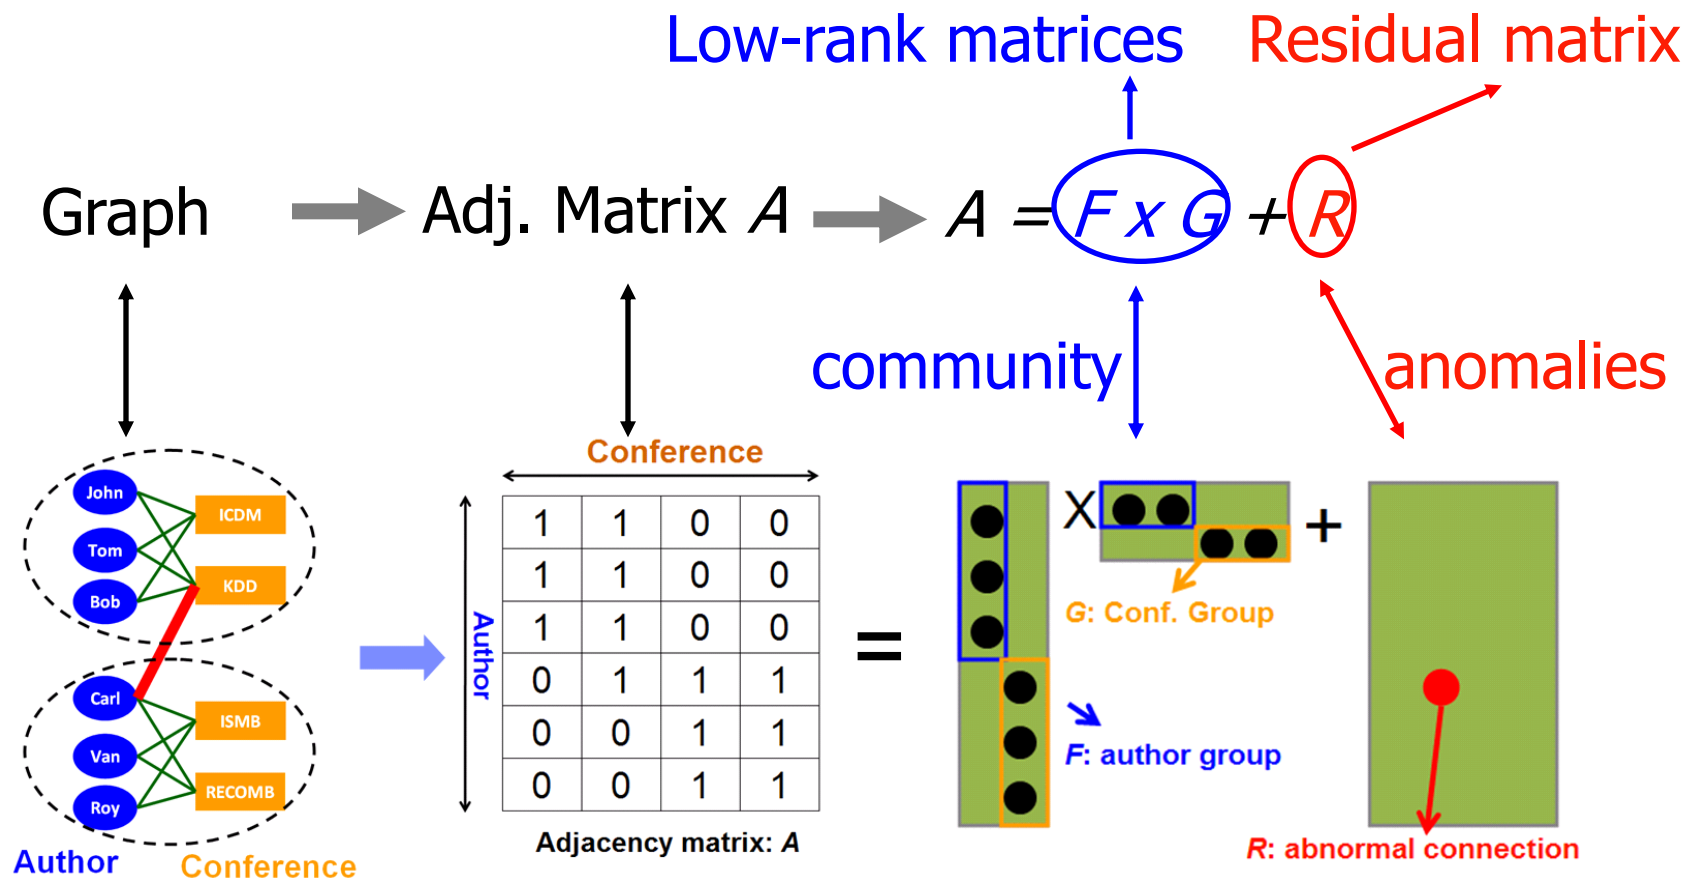 Low-rank matrices
Residual matrix
Graph
Adj. Matrix A
A = F x G + R
community
anomalies
John
Tom
Bob
Carl
Van
Roy
ICDM
KDD
ISMB
RECOMB
Author
Conference
Conference
Author
1 1 0 0
1 1 0 0
1 1 0 0
0 1 1 1
0 0 1 1
0 0 1 1
Adjacency matrix: A
=
X
+
G: Conf. Group
F: author group
R: abnormal connection